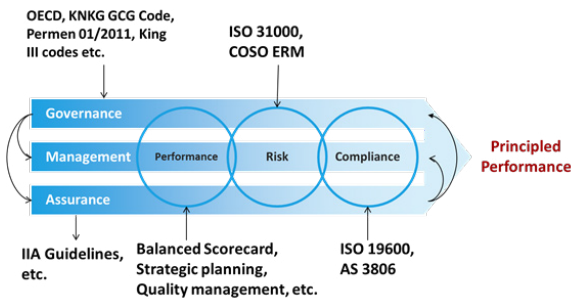 OECD, KNKG GCG Code,
Permen 01/2011, King
III codes etc.
ISO 31000,
COSO ERM
Governance
Management
Performance
Risk
Compliance
Principled
Performance
Assurance
IIA Guidelines,
etc.
Balanced Scorecard,
Strategic planning,
Quality management, etc.
ISO 19600,
AS 3806